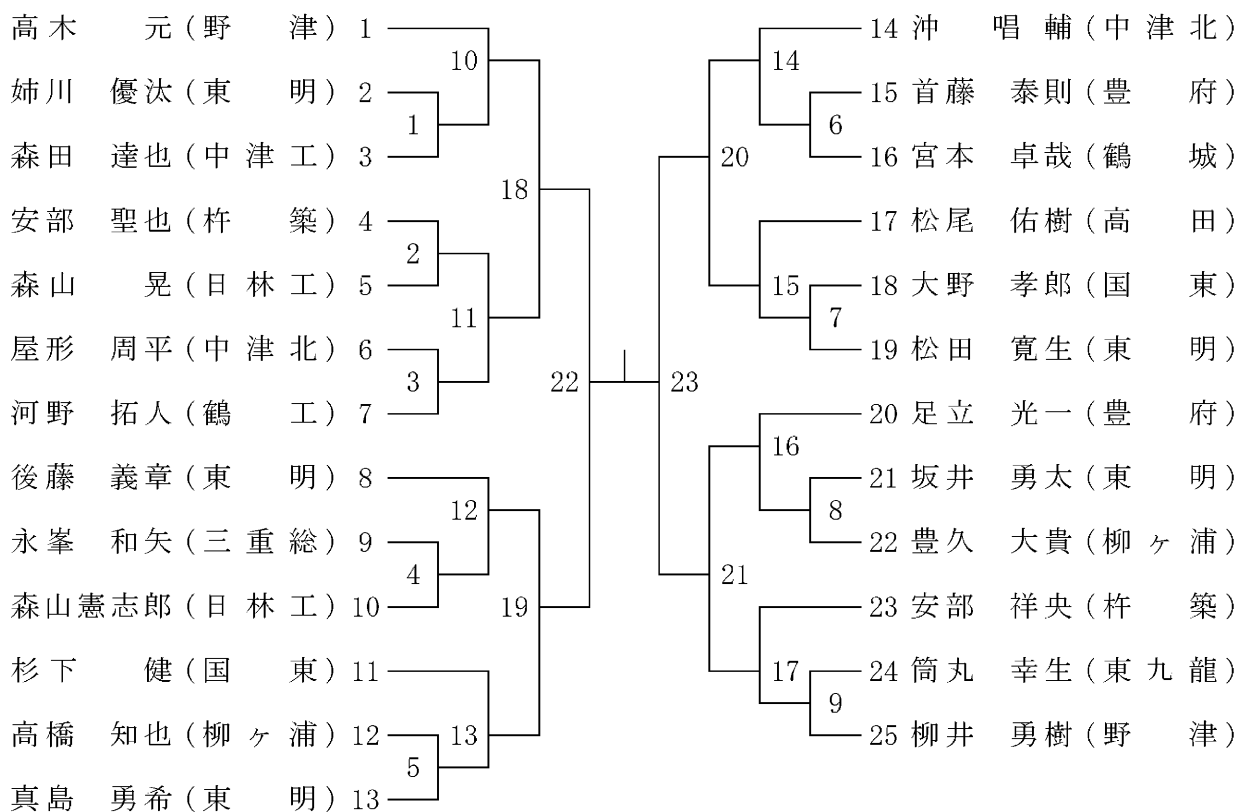 高木　　元(野　津) 1
姉川　優汰(東　明) 2
森田　達也(中津工) 3
安部　聖也(杵　築) 4
森山　　晃(日林工) 5
屋形　周平(中津北) 6
河野　拓人(鶴　工) 7
後藤　義章(東　明) 8
永峯　和矢(三重総) 9
森山憲志郎(日林工) 10
杉下　　健(国　東) 11
高橋　知也(柳ヶ浦) 12
真島　勇希(東　明) 13
10
1
18
2
11
3
22
12
4
19
13
5
14
6
20
15
7
23
16
8
21
17
9
14 沖　　唱輔(中津北)
15 首藤　泰則(豊　府)
16 宮本　卓哉(鶴　城)
17 松尾　佑樹(高　田)
18 大野　孝郎(国　東)
19 松田　寛生(東　明)
20 足立　光一(豊　府)
21 坂井　勇太(東　明)
22 豊久　大貴(柳ヶ浦)
23 安部　祥央(杵　築)
24 筒丸　幸生(東九龍)
25 柳井　勇樹(野　津)